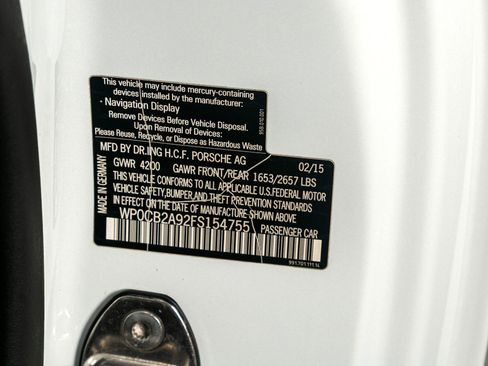 This vehicle may include mercury-containing
devices installed by the manufacturer:
· Navigation Display
Remove Devices Before Vehicle Disposal.
Upon Removal of Devices:
Please Reuse, Recycle, or Dispose as Hazardous Waste
958.010.001
MFD BY DR.ING H.C.F. PORSCHE AG 02/15
GVWR 4200 GAWR FRONT/REAR 1653/2657 LBS
THIS VEHICLE CONFORMS TO ALL APPLICABLE U.S.FEDERAL MOTOR
VEHICLE SAFETY,BUMPER,AND THEFT PREVENTION STANDARDS
IN EFFECT ON THE DATE OF MANUFACTURE SHOWN ABOVE.
WP0CB2A92FS154755
PASSENGER CAR
MADE IN GERMANY